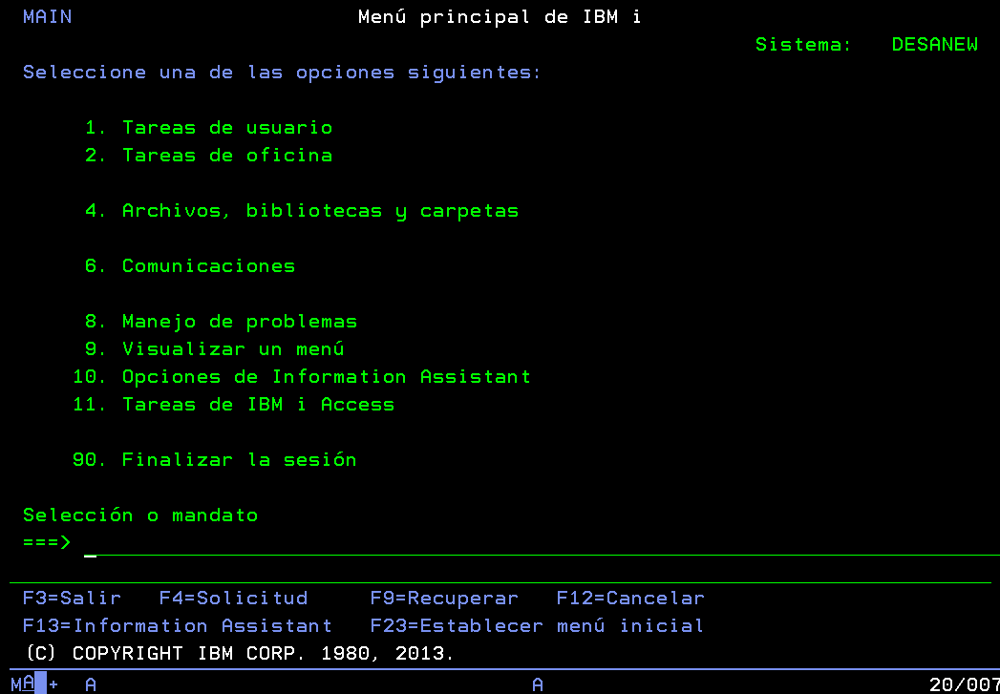 MAIN Menú principal de IBM i
Sistema: DESANEW
Seleccione una de las opciones siguientes:
1. Tareas de usuario
2. Tareas de oficina
4. Archivos, bibliotecas y carpetas
6. Comunicaciones
8. Manejo de problemas
9. Visualizar un menú
10. Opciones de Information Assistant
11. Tareas de IBM i Access
90. Finalizar la sesión
Selección o mandato
===>
F3=Salir F4=Solicitud F9=Recuperar F12=Cancelar
F13=Information Assistant F23=Establecer menú inicial
(C) COPYRIGHT IBM CORP. 1980, 2013.
MA + A A 20/007